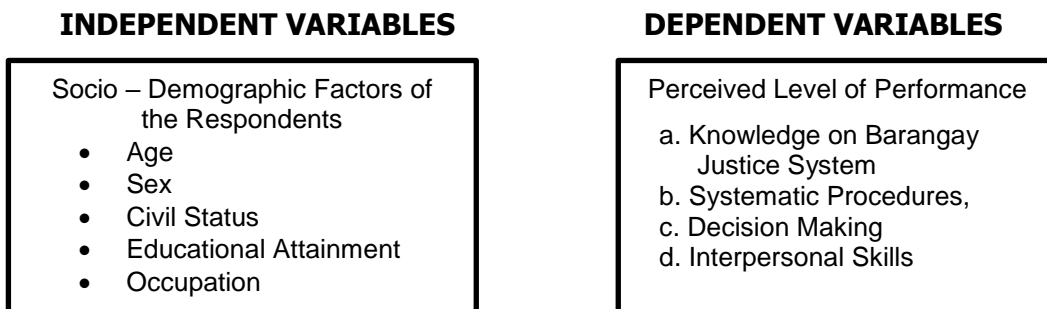 INDEPENDENT VARIABLES
Socio – Demographic Factors of
the Respondents
• Age
• Sex
• Civil Status
• Educational Attainment
• Occupation
DEPENDENT VARIABLES
Perceived Level of Performance
a. Knowledge on Barangay
Justice System
b. Systematic Procedures,
c. Decision Making
d. Interpersonal Skills